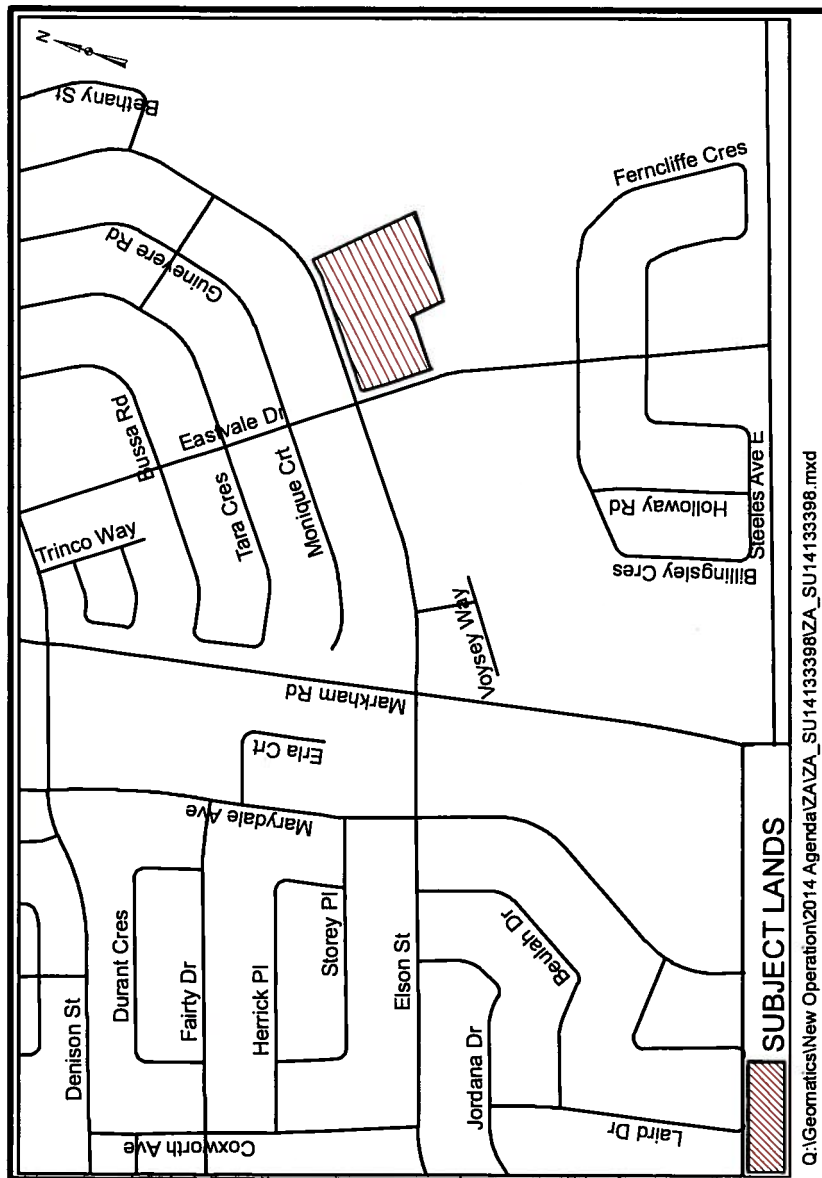 N
Bethany St
Guinevere Rd
Bussa Rd
Eastvale Dr
Trinco Way
Tara Cres
Monique Crt
Ferncliffe Cres
Voysey Way
Holloway Rd
Billingsley Cres
Steeles Ave E
Markham Rd
Erla Crt
Marydale Ave
Durant Cres
Fairty Dr
Herrick Pl
Storey Pl
Elson St
Denison St
Beulah Dr
Jordana Dr
Coxworth Ave
Laird Dr
SUBJECT LANDS
Q:\Geomatics\New Operation\2014 Agenda\ZA\ZA_SU14133398\ZA_SU14133398.mxd